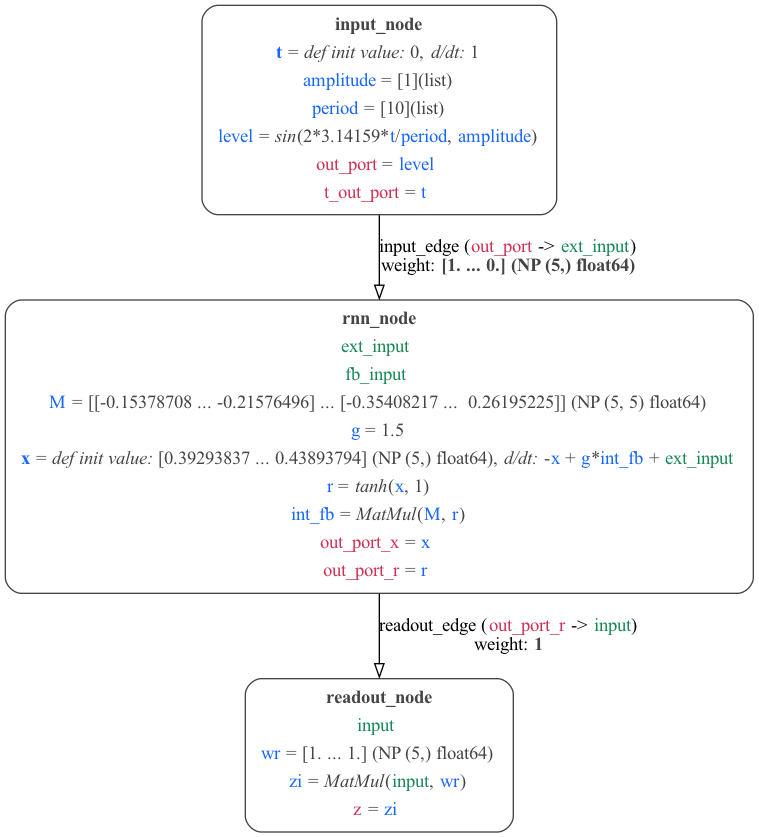 input_node
t = def init value: 0, d/dt: 1
amplitude = [1](list)
period = [10](list)
level = sin(2*3.14159*t/period, amplitude)
out_port = level
t_out_port = t
input_edge (out_port -> ext_input)
weight: [1. ... 0.] (NP (5,) float64)
rnn_node
ext_input
fb_input
M = [[-0.15378708 ... -0.21576496] ... [-0.35408217 ... 0.26195225]] (NP (5, 5) float64)
g = 1.5
x = def init value: [0.39293837 ... 0.43893794] (NP (5,) float64), d/dt: -x + g*int_fb + ext_input
r = tanh(x, 1)
int_fb = MatMul(M, r)
out_port_x = x
out_port_r = r
readout_edge (out_port_r -> input)
weight: 1
readout_node
input
wr = [1. ... 1.] (NP (5,) float64)
zi = MatMul(input, wr)
z = zi